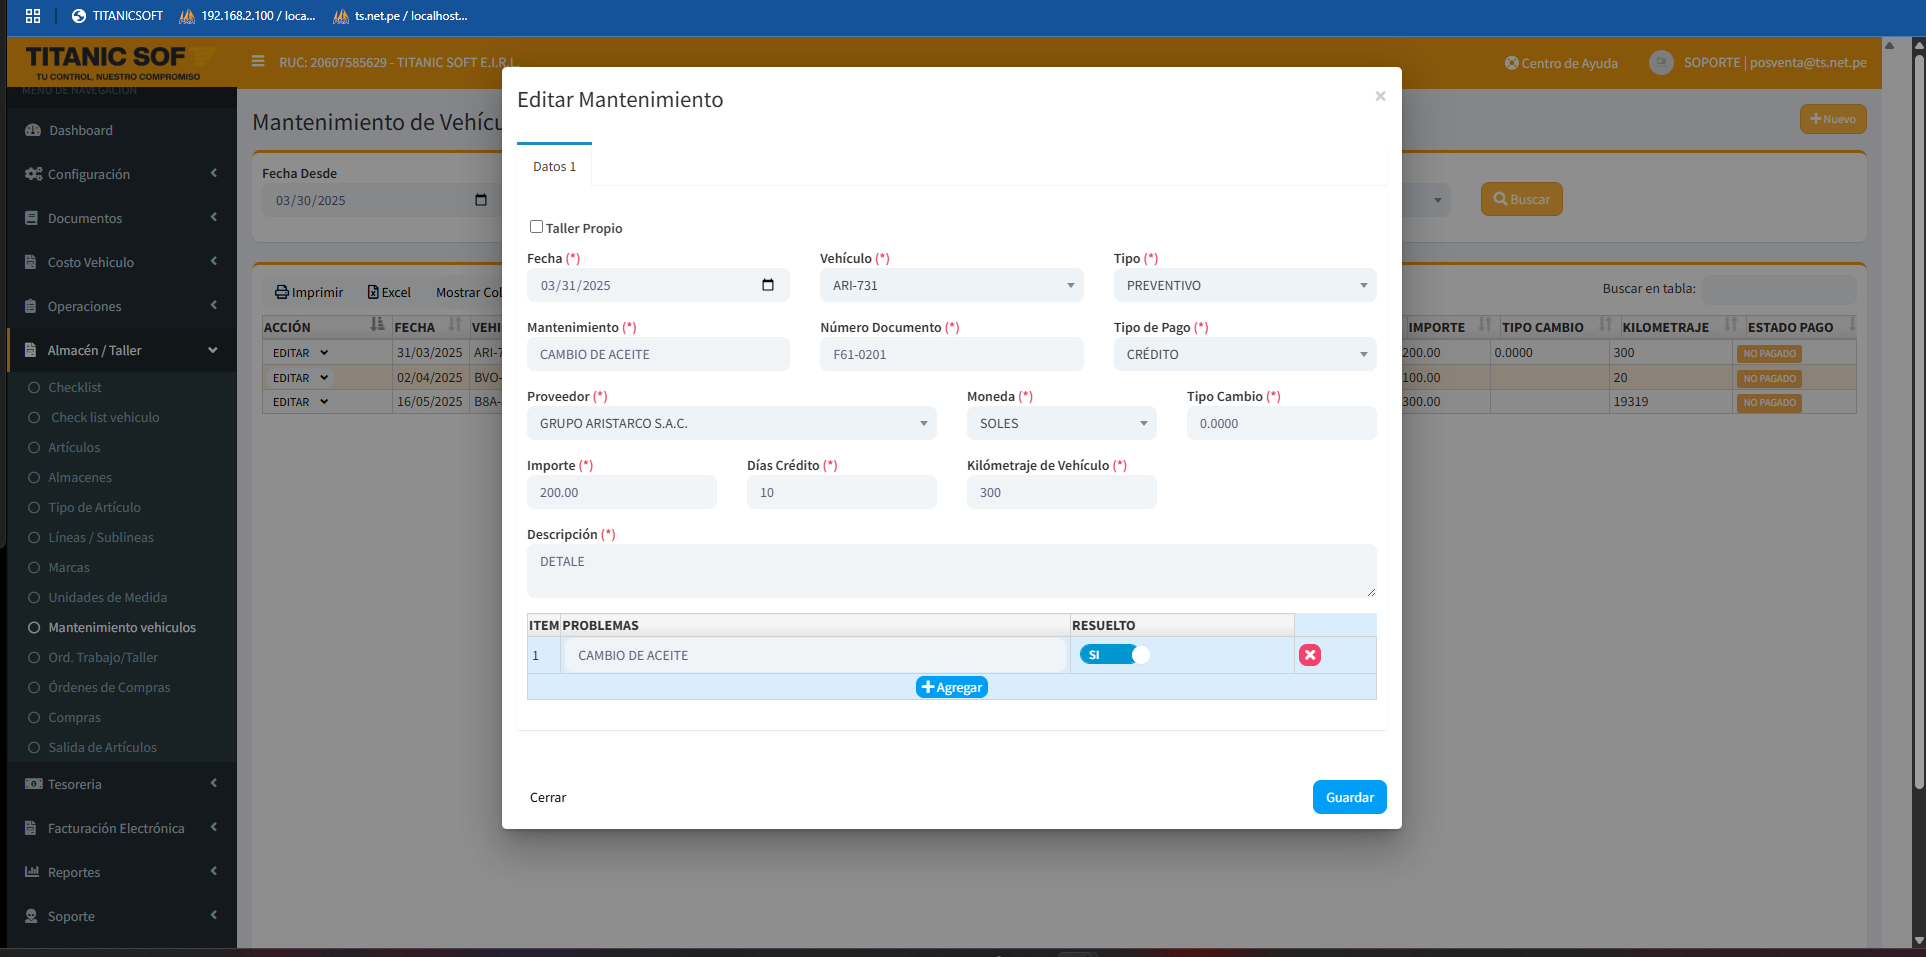 TITANICSOFT
192.168.2.100 / loca...
ts.net.pe / localhost...
TITANIC SOF
TU CONTROL, NUESTRO COMPROMISO
RUC: 20607585629 - TITANIC SOFT E.I.R.L.
Centro de Ayuda
SOPORTE | posventa@ts.net.pe
MENÚ DE NAVEGACIÓN
Dashboard
Configuración
Documentos
Costo Vehiculo
Operaciones
Almacén / Taller
Checklist
Check list vehiculo
Artículos
Almacenes
Tipo de Artículo
Líneas / Sublineas
Marcas
Unidades de Medida
Mantenimiento vehiculos
Ord. Trabajo/Taller
Órdenes de Compras
Compras
Salida de Artículos
Tesoreria
Facturación Electrónica
Reportes
Soporte
Mantenimiento de Vehícu
Nuevo
Fecha Desde
03/30/2025
Buscar
Imprimir Excel Mostrar Col
Buscar en tabla:
ACCIÓN FECHA VEHI
IMPORTE TIPO CAMBIO KILOMETRAJE ESTADO PAGO
EDITAR 31/03/2025 ARI-7
200.00 0.0000 300 NO PAGADO
EDITAR 02/04/2025 BVO-
100.00 20 NO PAGADO
EDITAR 16/05/2025 B8A-
300.00 19319 NO PAGADO
Editar Mantenimiento
×
Datos 1
Taller Propio
Fecha (*) Vehículo (*) Tipo (*)
03/31/2025 ARI-731 PREVENTIVO
Mantenimiento (*) Número Documento (*) Tipo de Pago (*)
CAMBIO DE ACEITE F61-0201 CRÉDITO
Proveedor (*) Moneda (*) Tipo Cambio (*)
GRUPO ARISTARCO S.A.C. SOLES 0.0000
Importe (*) Días Crédito (*) Kilómetraje de Vehículo (*)
200.00 10 300
Descripción (*)
DETALE
ITEM PROBLEMAS RESUELTO
1 CAMBIO DE ACEITE SI
Agregar
Cerrar
Guardar